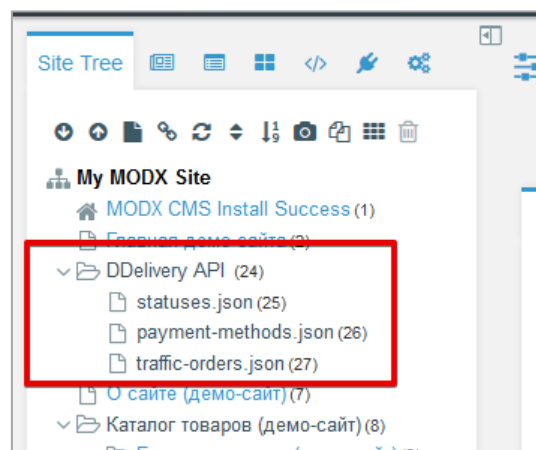 Site Tree
My MODX Site
MODX CMS Install Success (1)
Главная демо-сайта (2)
DDelivery API (24)
statuses.json (25)
payment-methods.json (26)
traffic-orders.json (27)
О сайте (демо-сайт) (7)
Каталог товаров (демо-сайт) (8)